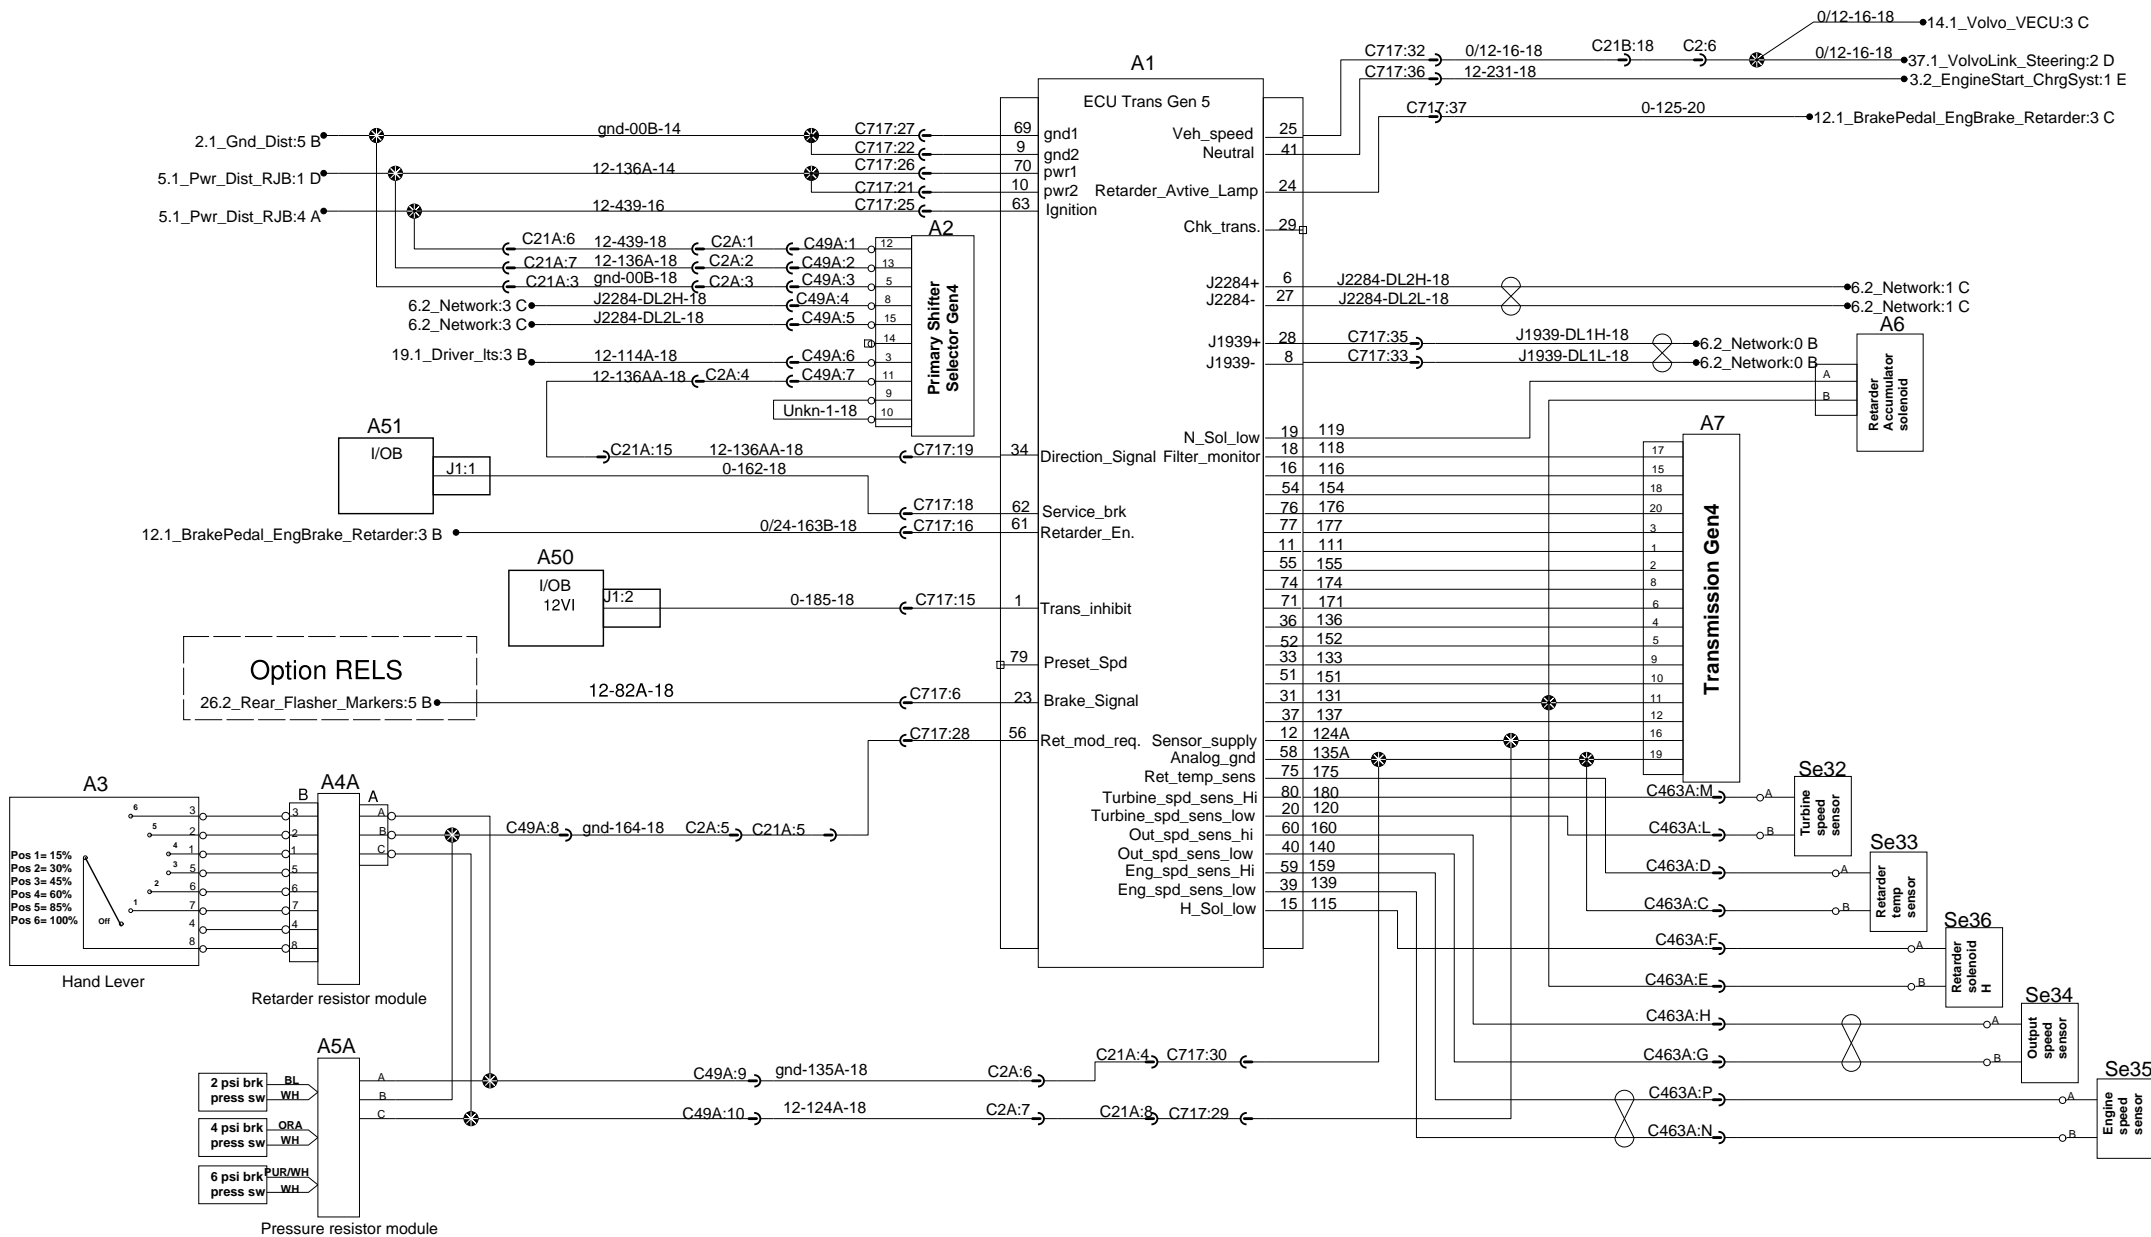 0/12-16-18
14.1_Volvo_VECU:3 C
C717:32
0/12-16-18
C21B:18
C2:6
0/12-16-18
37.1_VolvoLink_Steering:2 D
C717:36
12-231-18
3.2_EngineStart_ChrgSyst:1 E
C717:37
0-125-20
12.1_BrakePedal_EngBrake_Retarder:3 C
A1
ECU Trans Gen 5
2.1_Gnd_Dist:5 B
gnd-00B-14
C717:27
69
gnd1
Veh_speed
25
C717:22
9
gnd2
Neutral
41
5.1_Pwr_Dist_RJB:1 D
12-136A-14
C717:26
70
pwr1
C717:21
10
pwr2
Retarder_Avtive_Lamp
24
5.1_Pwr_Dist_RJB:4 A
12-439-16
C717:25
63
Ignition
Chk_trans.
29
A2
Primary Shifter
Selector Gen4
C21A:6
12-439-18
C2A:1
C49A:1
12
C21A:7
12-136A-18
C2A:2
C49A:2
13
C21A:3
gnd-00B-18
C2A:3
C49A:3
5
6.2_Network:3 C
J2284-DL2H-18
C49A:4
8
6.2_Network:3 C
J2284-DL2L-18
C49A:5
15
14
19.1_Driver_lts:3 B
12-114A-18
C49A:6
3
12-136AA-18
C2A:4
C49A:7
11
9
Unkn-1-18
10
J2284+
6
J2284-DL2H-18
6.2_Network:1 C
J2284-
27
J2284-DL2L-18
6.2_Network:1 C
J1939+
28
C717:35
J1939-DL1H-18
6.2_Network:0 B
J1939-
8
C717:33
J1939-DL1L-18
6.2_Network:0 B
A6
A
B
Retarder
Accumulator
solenoid
A51
I/OB
J1:1
C21A:15
12-136AA-18
C717:19
34
Direction_Signal
0-162-18
C717:18
62
Service_brk
12.1_BrakePedal_EngBrake_Retarder:3 B
0/24-163B-18
C717:16
61
Retarder_En.
A50
I/OB
12VI
J1:2
0-185-18
C717:15
1
Trans_inhibit
79
Preset_Spd
Option RELS
26.2_Rear_Flasher_Markers:5 B
12-82A-18
C717:6
23
Brake_Signal
C717:28
56
Ret_mod_req.
A7
Transmission Gen4
N_Sol_low
19
119
Filter_monitor
18
118
17
16
116
15
54
154
18
76
176
20
77
177
3
11
111
1
55
155
2
74
174
8
71
171
6
36
136
4
52
152
5
33
133
9
51
151
10
31
131
11
37
137
12
Sensor_supply
12
124A
16
Analog_gnd
58
135A
19
Ret_temp_sens
75
175
Turbine_spd_sens_Hi
80
180
Turbine_spd_sens_low
20
120
Out_spd_sens_hi
60
160
Out_spd_sens_low
40
140
Eng_spd_sens_Hi
59
159
Eng_spd_sens_low
39
139
H_Sol_low
15
115
Se32
C463A:M
A
C463A:L
B
Turbine
speed
sensor
Se33
C463A:D
A
C463A:C
B
Retarder
temp
sensor
Se36
C463A:F
A
C463A:E
B
Retarder
solenoid
H
Se34
C463A:H
A
C463A:G
B
Output
speed
sensor
Se35
C463A:P
A
C463A:N
B
Engine
speed
sensor
A3
Pos 1= 15%
Pos 2= 30%
Pos 3= 45%
Pos 4= 60%
Pos 5= 85%
Pos 6= 100%
Off
6
5
4
3
2
1
3
2
1
5
6
7
4
8
Hand Lever
A4A
B
A
3
2
1
5
6
7
4
8
A
B
C
Retarder resistor module
C49A:8
gnd-164-18
C2A:5
C21A:5
A5A
2 psi brk
press sw
BL
WH
4 psi brk
press sw
ORA
WH
6 psi brk
press sw
PUR/WH
WH
A
B
C
Pressure resistor module
C49A:9
gnd-135A-18
C2A:6
C21A:4
C717:30
C49A:10
12-124A-18
C2A:7
C21A:8
C717:29